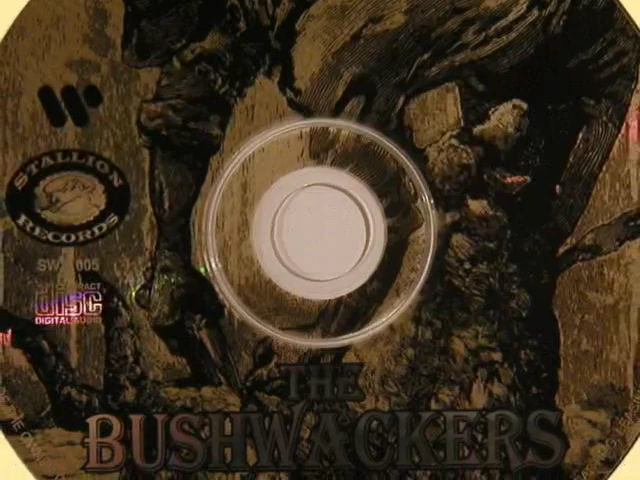 STALLION
RECORDS
COMPACT
DISC
DIGITAL AUDIO
THE
BUSHWACKERS